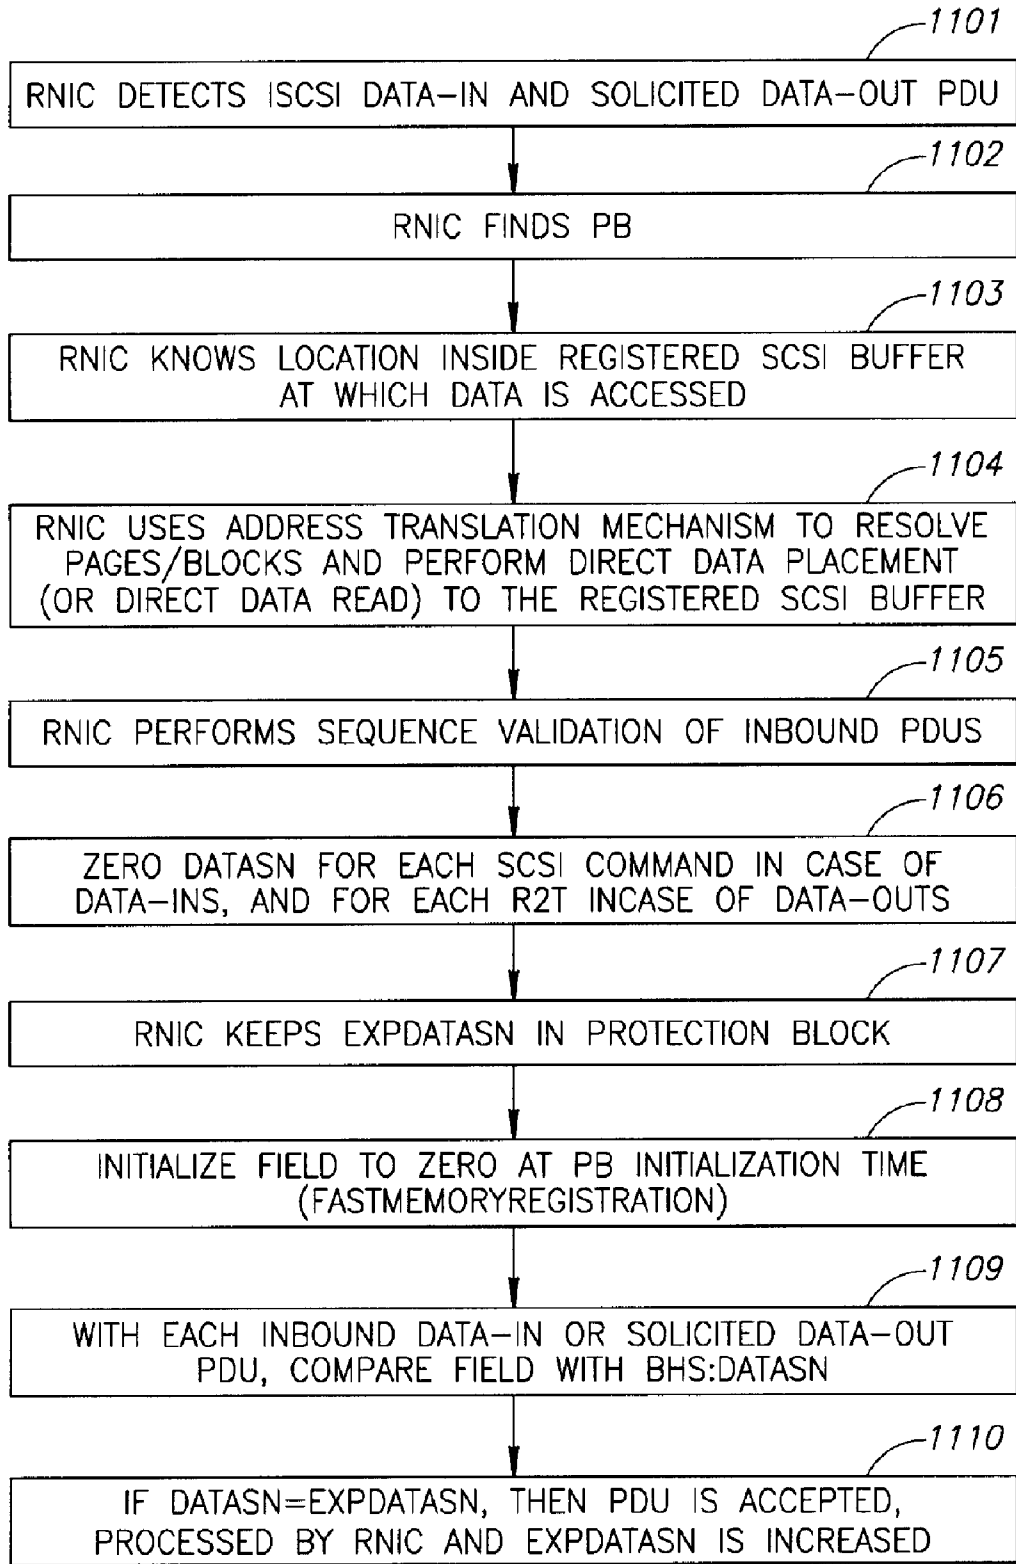 1101
RNIC DETECTS ISCSI DATA-IN AND SOLICITED DATA-OUT PDU
1102
RNIC FINDS PB
1103
RNIC KNOWS LOCATION INSIDE REGISTERED SCSI BUFFER
AT WHICH DATA IS ACCESSED
1104
RNIC USES ADDRESS TRANSLATION MECHANISM TO RESOLVE
PAGES/BLOCKS AND PERFORM DIRECT DATA PLACEMENT
(OR DIRECT DATA READ) TO THE REGISTERED SCSI BUFFER
1105
RNIC PERFORMS SEQUENCE VALIDATION OF INBOUND PDUS
1106
ZERO DATASN FOR EACH SCSI COMMAND IN CASE OF
DATA-INS, AND FOR EACH R2T INCASE OF DATA-OUTS
1107
RNIC KEEPS EXPDATASN IN PROTECTION BLOCK
1108
INITIALIZE FIELD TO ZERO AT PB INITIALIZATION TIME
(FASTMEMORYREGISTRATION)
1109
WITH EACH INBOUND DATA-IN OR SOLICITED DATA-OUT
PDU, COMPARE FIELD WITH BHS:DATASN
1110
IF DATASN=EXPDATASN, THEN PDU IS ACCEPTED,
PROCESSED BY RNIC AND EXPDATASN IS INCREASED